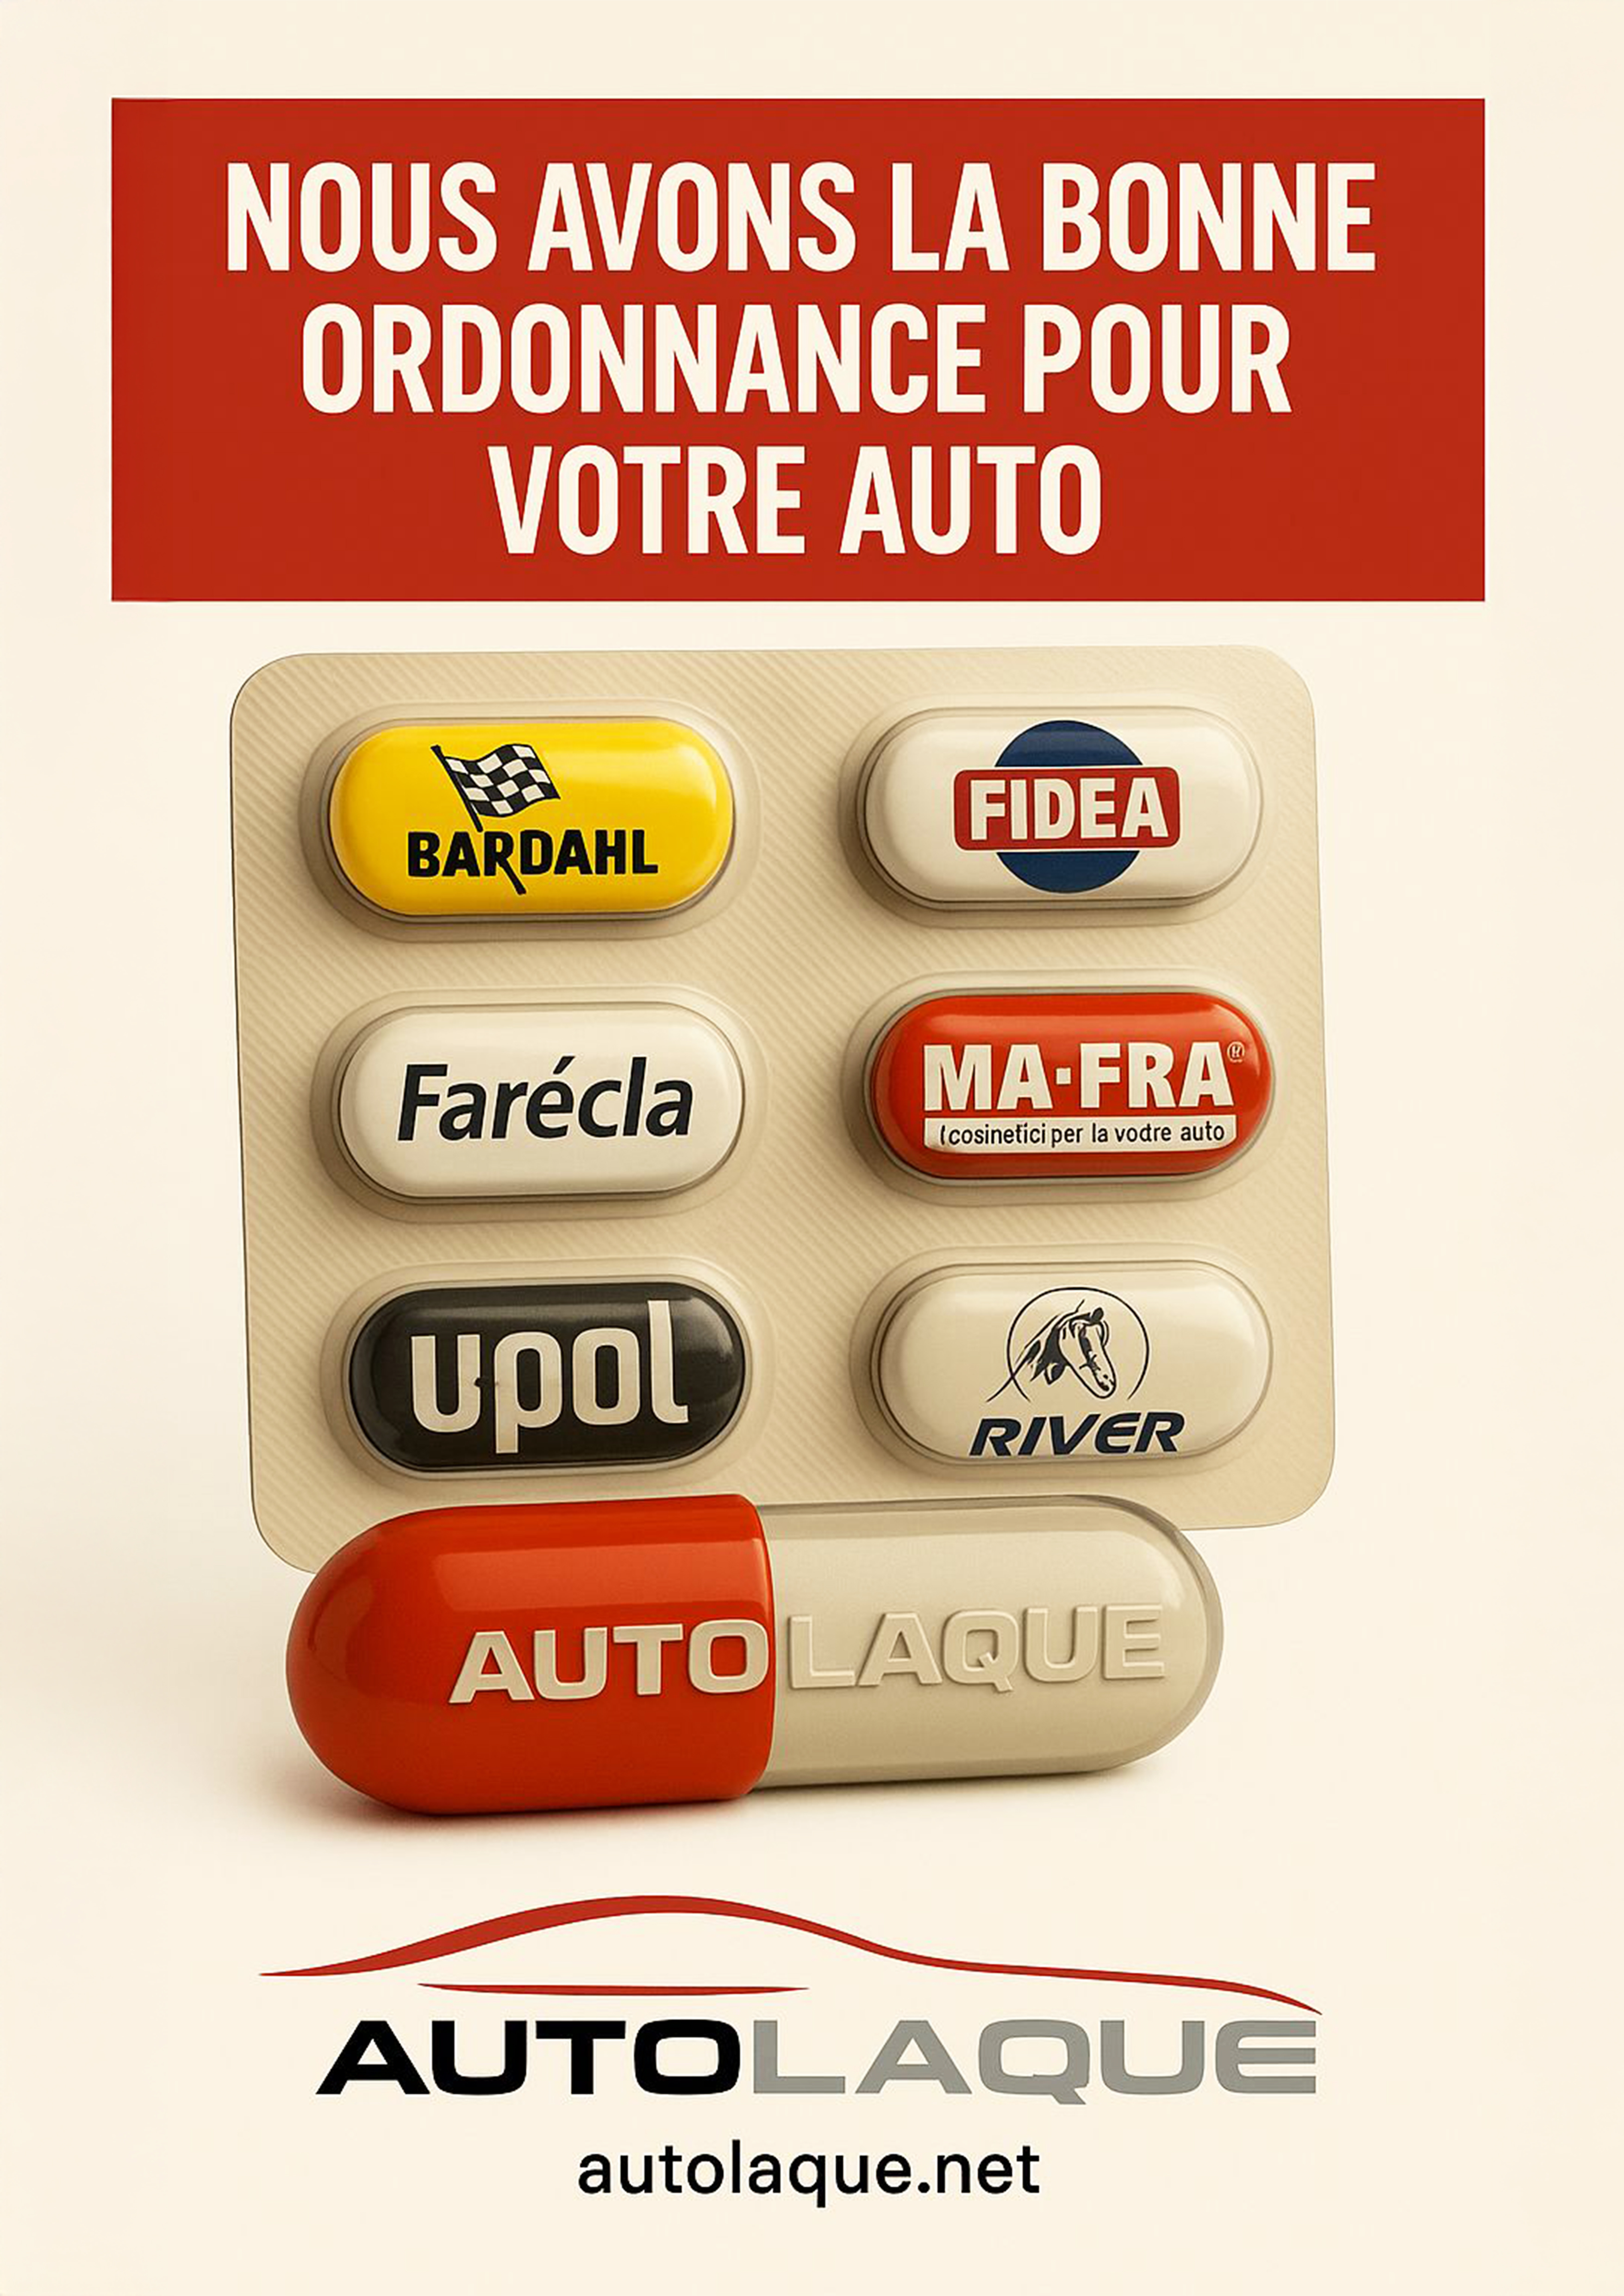 NOUS AVONS LA BONNE
ORDONNANCE POUR
VOTRE AUTO
BARDAHL
FIDEA
Farécla
MA·FRA®
(cosinetici per la vodre auto
upol
RIVER
AUTOLAQUE
AUTOLAQUE
autolaque.net